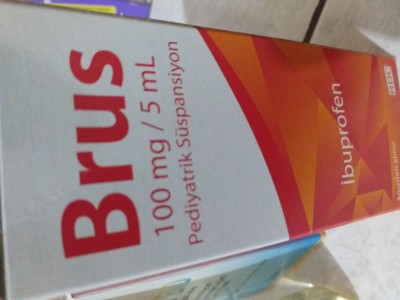 Brus
100 mg / 5 mL
Pediyatrik Süspansiyon
İbuprofen